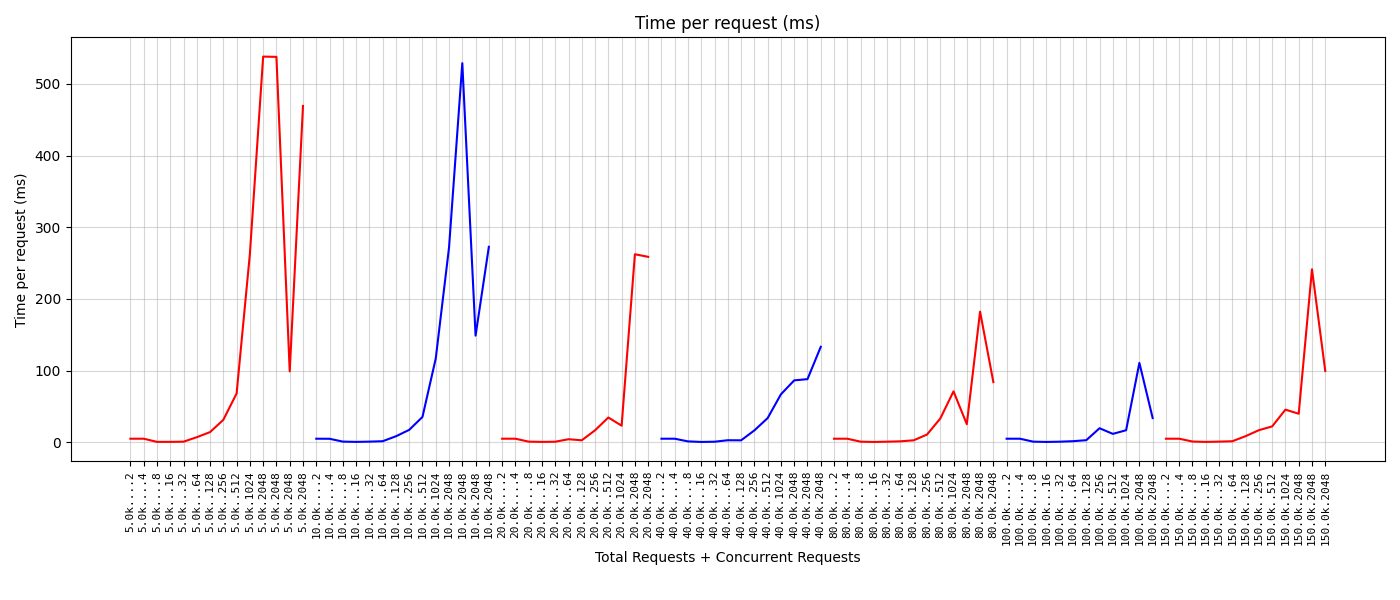 Time per request (ms)
Time per request (ms)
500
400
300
200
100
0
5.0k...2
5.0k...4
5.0k...8
5.0k..16
5.0k..32
5.0k..64
5.0k.128
5.0k.256
5.0k.512
5.0k.1024
5.0k.2048
5.0k.2048
5.0k.2048
5.0k.2048
10.0k...2
10.0k...4
10.0k...8
10.0k..16
10.0k..32
10.0k..64
10.0k.128
10.0k.256
10.0k.512
10.0k.1024
10.0k.2048
10.0k.2048
10.0k.2048
10.0k.2048
20.0k...2
20.0k...4
20.0k...8
20.0k..16
20.0k..32
20.0k..64
20.0k.128
20.0k.256
20.0k.512
20.0k.1024
20.0k.2048
20.0k.2048
40.0k...2
40.0k...4
40.0k...8
40.0k..16
40.0k..32
40.0k..64
40.0k.128
40.0k.256
40.0k.512
40.0k.1024
40.0k.2048
40.0k.2048
40.0k.2048
80.0k...2
80.0k...4
80.0k...8
80.0k..16
80.0k..32
80.0k..64
80.0k.128
80.0k.256
80.0k.512
80.0k.1024
80.0k.2048
80.0k.2048
80.0k.2048
100.0k...2
100.0k...4
100.0k...8
100.0k..16
100.0k..32
100.0k..64
100.0k.128
100.0k.256
100.0k.512
100.0k.1024
100.0k.2048
100.0k.2048
150.0k...2
150.0k...4
150.0k...8
150.0k..16
150.0k..32
150.0k..64
150.0k.128
150.0k.256
150.0k.512
150.0k.1024
150.0k.2048
150.0k.2048
150.0k.2048
Total Requests + Concurrent Requests